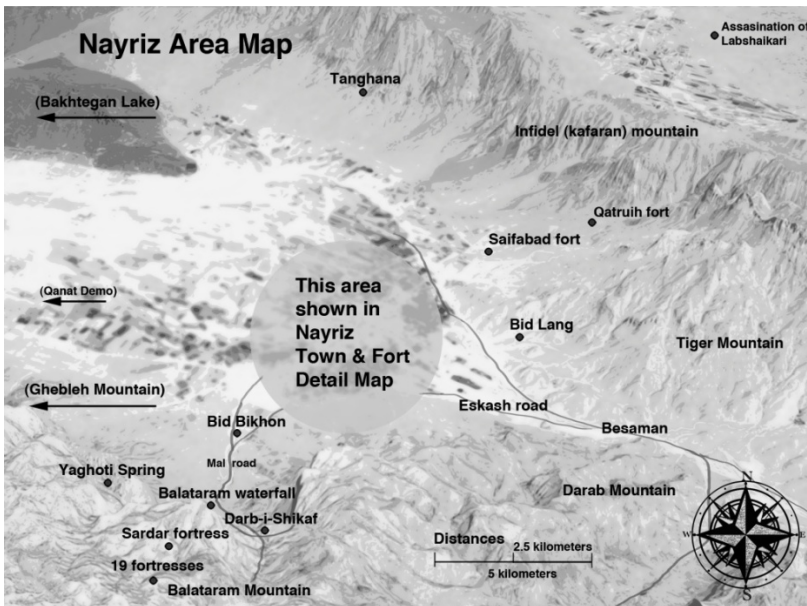 Nayriz Area Map
Assasination of
Labshaikari
Tanghana
(Bakhtegan Lake)
Infidel (kafaran) mountain
Qatruih fort
Saifabad fort
(Qanat Demo)
This area
shown in
Nayriz
Town & Fort
Detail Map
Bid Lang
Tiger Mountain
(Ghebleh Mountain)
Eskash road
Bid Bikhon
Besaman
Mal road
Yaghoti Spring
Balataram waterfall
Darab Mountain
Darb-i-Shikaf
Sardar fortress
Distances
2.5 kilometers
19 fortresses
5 kilometers
Balataram Mountain
N
W
E
S